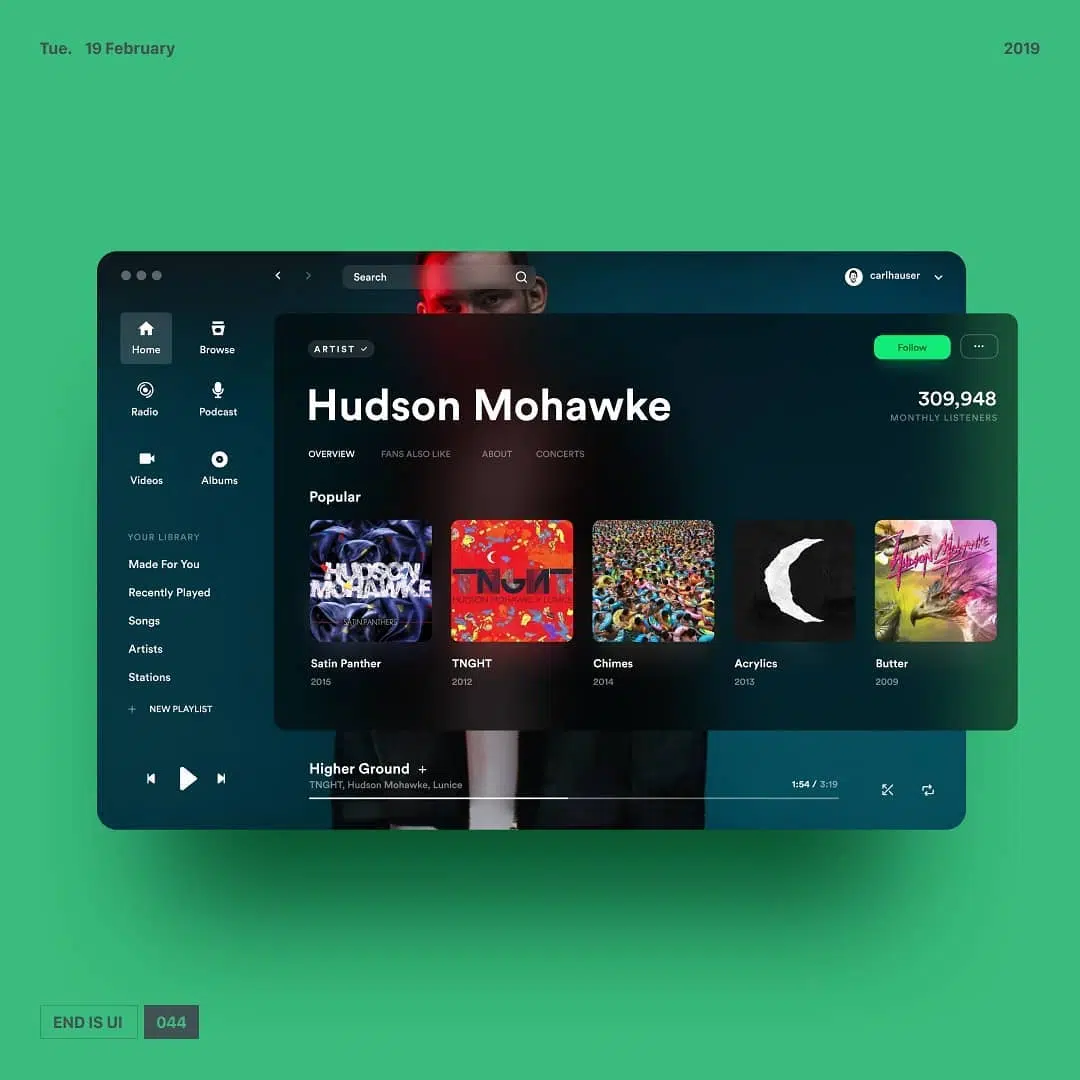 Tue. 19 February
2019
Search
carlhauser
Home
Browse
Radio
Podcast
Videos
Albums
YOUR LIBRARY
Made For You
Recently Played
Songs
Artists
Stations
+ NEW PLAYLIST
ARTIST
Follow
Hudson Mohawke
309,948
MONTHLY LISTENERS
OVERVIEW
FANS ALSO LIKE
ABOUT
CONCERTS
Popular
HUDSON
MOHAWKE
SATIN PANTHERS
TNGHT
HUDSON MOHAWKE X LUNICE
Hudson Mohawke
Satin Panther
2015
TNGHT
2012
Chimes
2014
Acrylics
2013
Butter
2009
Higher Ground +
TNGHT, Hudson Mohawke, Lunice
1:54 / 3:19
END IS UI
044